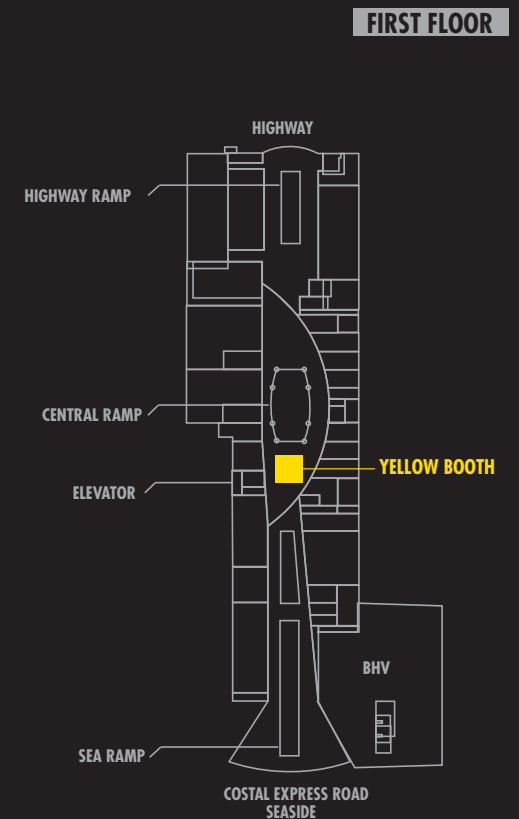 FIRST FLOOR
HIGHWAY
HIGHWAY RAMP
CENTRAL RAMP
YELLOW BOOTH
ELEVATOR
BHV
SEA RAMP
COSTAL EXPRESS ROAD
SEASIDE